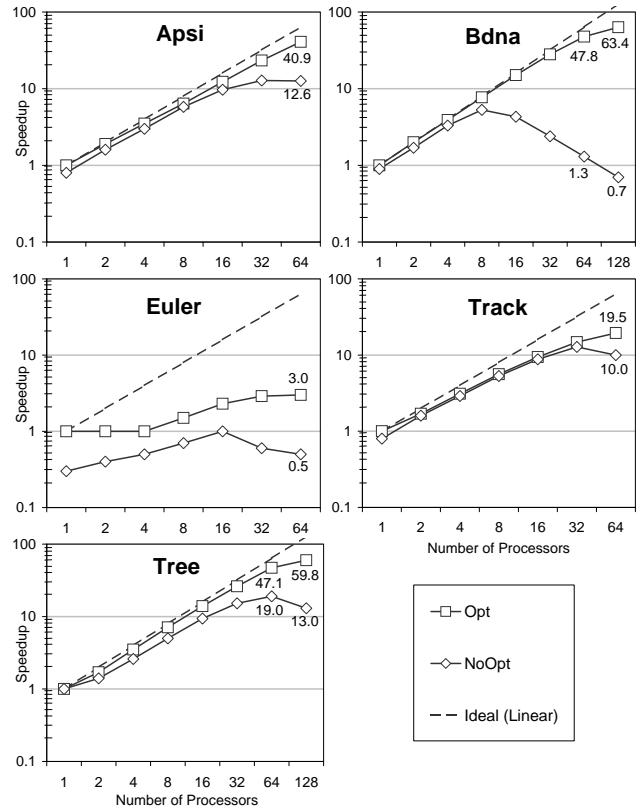 Apsi
Speedup
100
10
1
0.1
40.9
12.6
1 2 4 8 16 32 64
Bdna
100
10
1
0.1
47.8
63.4
1.3
0.7
1 2 4 8 16 32 64 128
Euler
Speedup
100
10
1
0.1
3.0
0.5
1 2 4 8 16 32 64
Track
100
10
1
0.1
19.5
10.0
1 2 4 8 16 32 64
Number of Processors
Tree
Speedup
100
10
1
0.1
47.1
59.8
19.0
13.0
1 2 4 8 16 32 64 128
Number of Processors
Opt
NoOpt
Ideal (Linear)